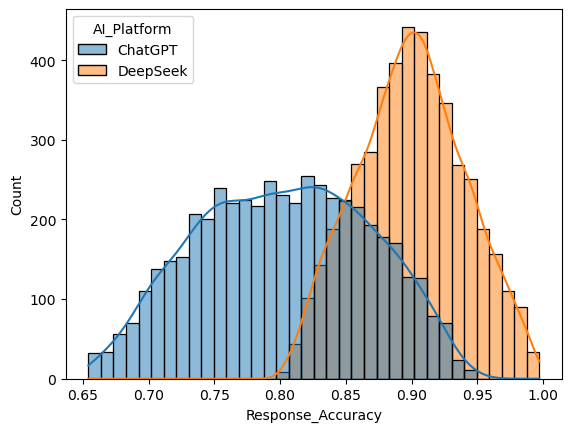 AI_Platform
ChatGPT
DeepSeek
400
300
200
100
0
Count
0.65 0.70 0.75 0.80 0.85 0.90 0.95 1.00
Response_Accuracy